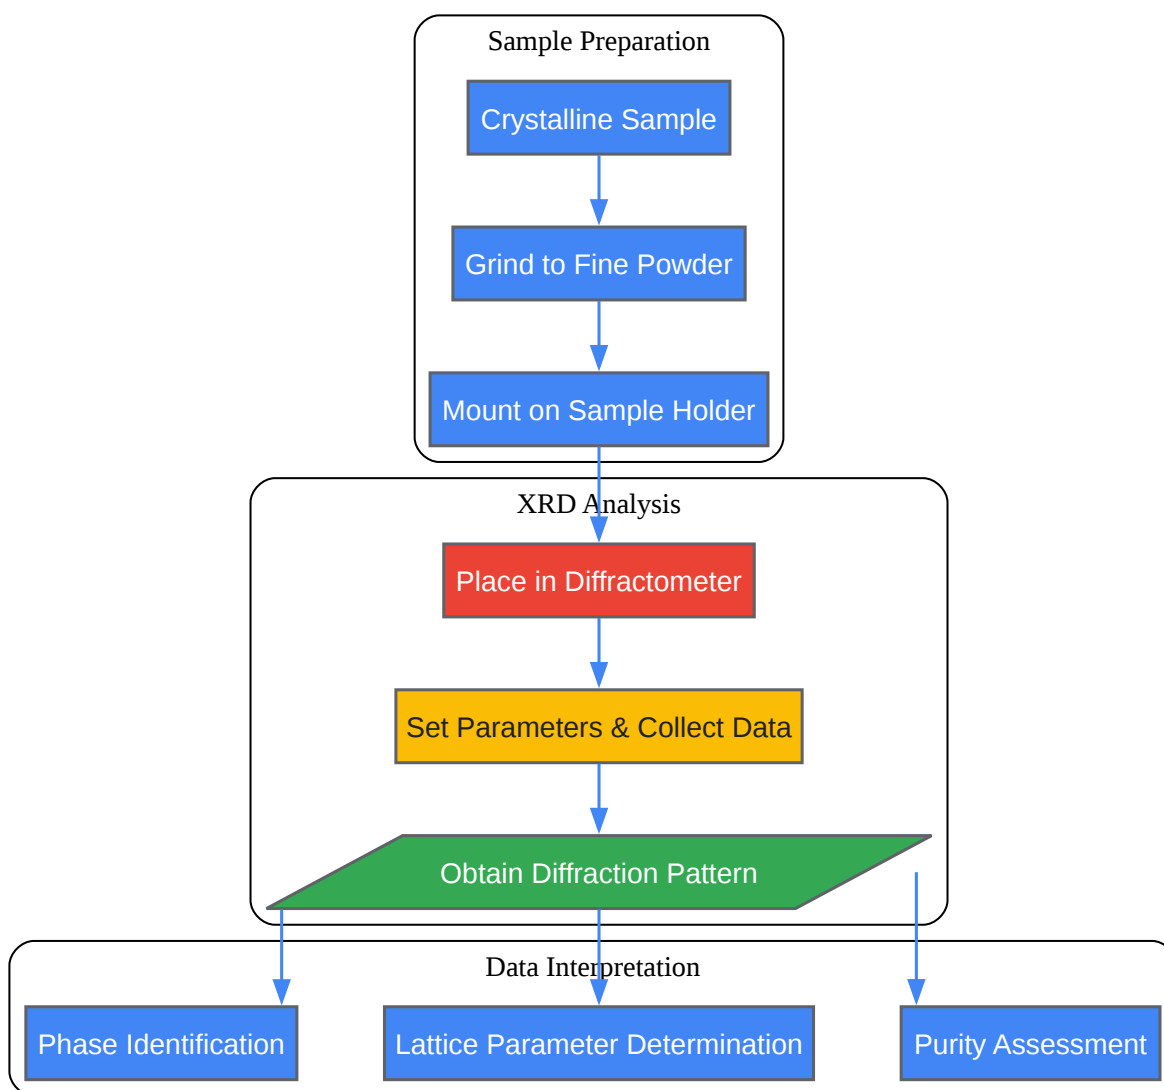 Sample Preparation
Crystalline Sample
Grind to Fine Powder
Mount on Sample Holder
XRD Analysis
Place in Diffractometer
Set Parameters & Collect Data
Obtain Diffraction Pattern
Data Interpretation
Phase Identification
Lattice Parameter Determination
Purity Assessment